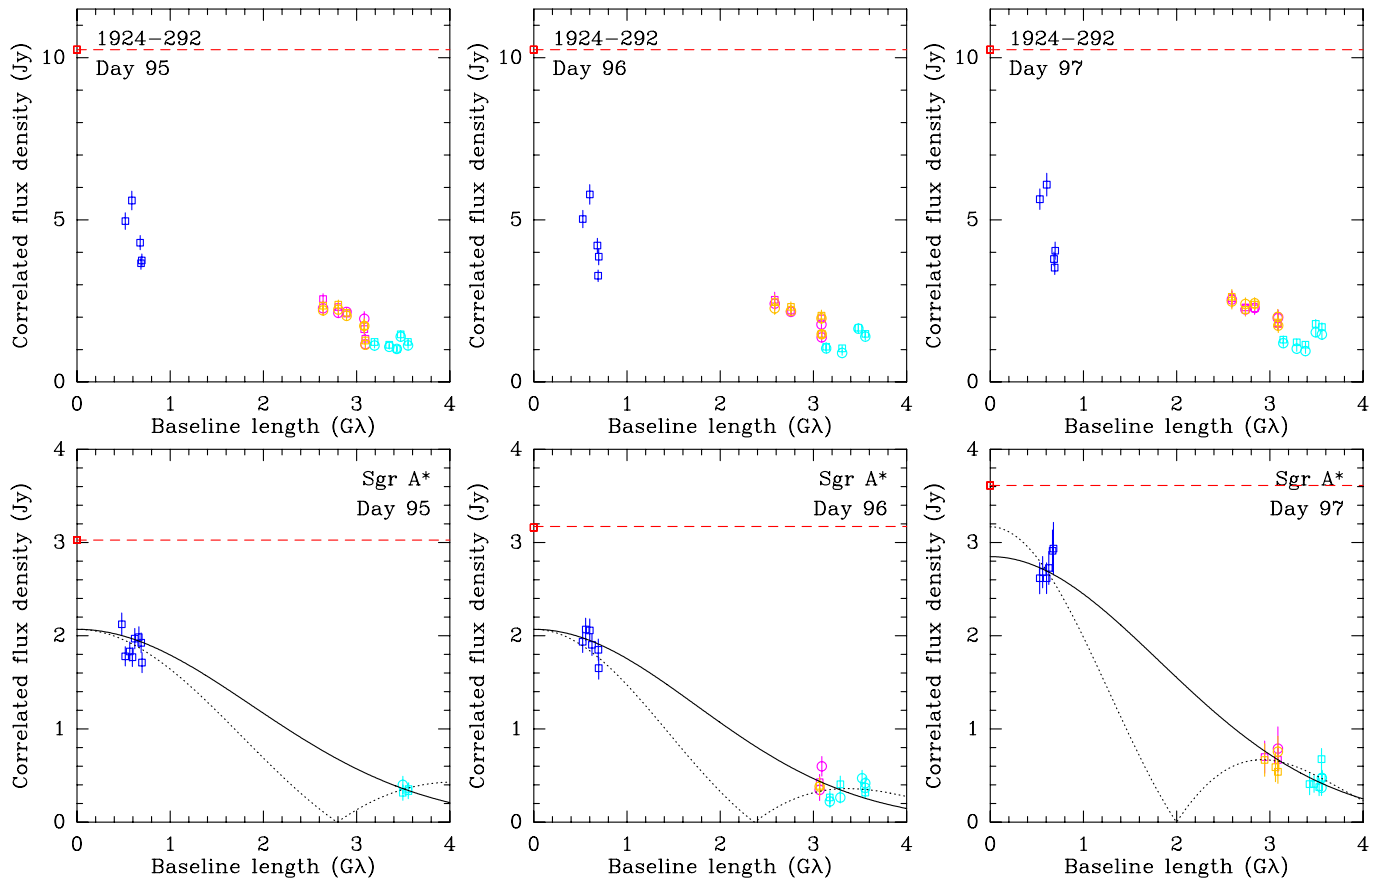 Correlated flux density (Jy)
10
5
0
1924−292
Day 95
0 1 2 3 4
Baseline length (Gλ)
Correlated flux density (Jy)
10
5
0
1924−292
Day 96
0 1 2 3 4
Baseline length (Gλ)
Correlated flux density (Jy)
10
5
0
1924−292
Day 97
0 1 2 3 4
Baseline length (Gλ)
Correlated flux density (Jy)
4
3
2
1
0
Sgr A*
Day 95
0 1 2 3 4
Baseline length (Gλ)
Correlated flux density (Jy)
4
3
2
1
0
Sgr A*
Day 96
0 1 2 3 4
Baseline length (Gλ)
Correlated flux density (Jy)
4
3
2
1
0
Sgr A*
Day 97
0 1 2 3 4
Baseline length (Gλ)